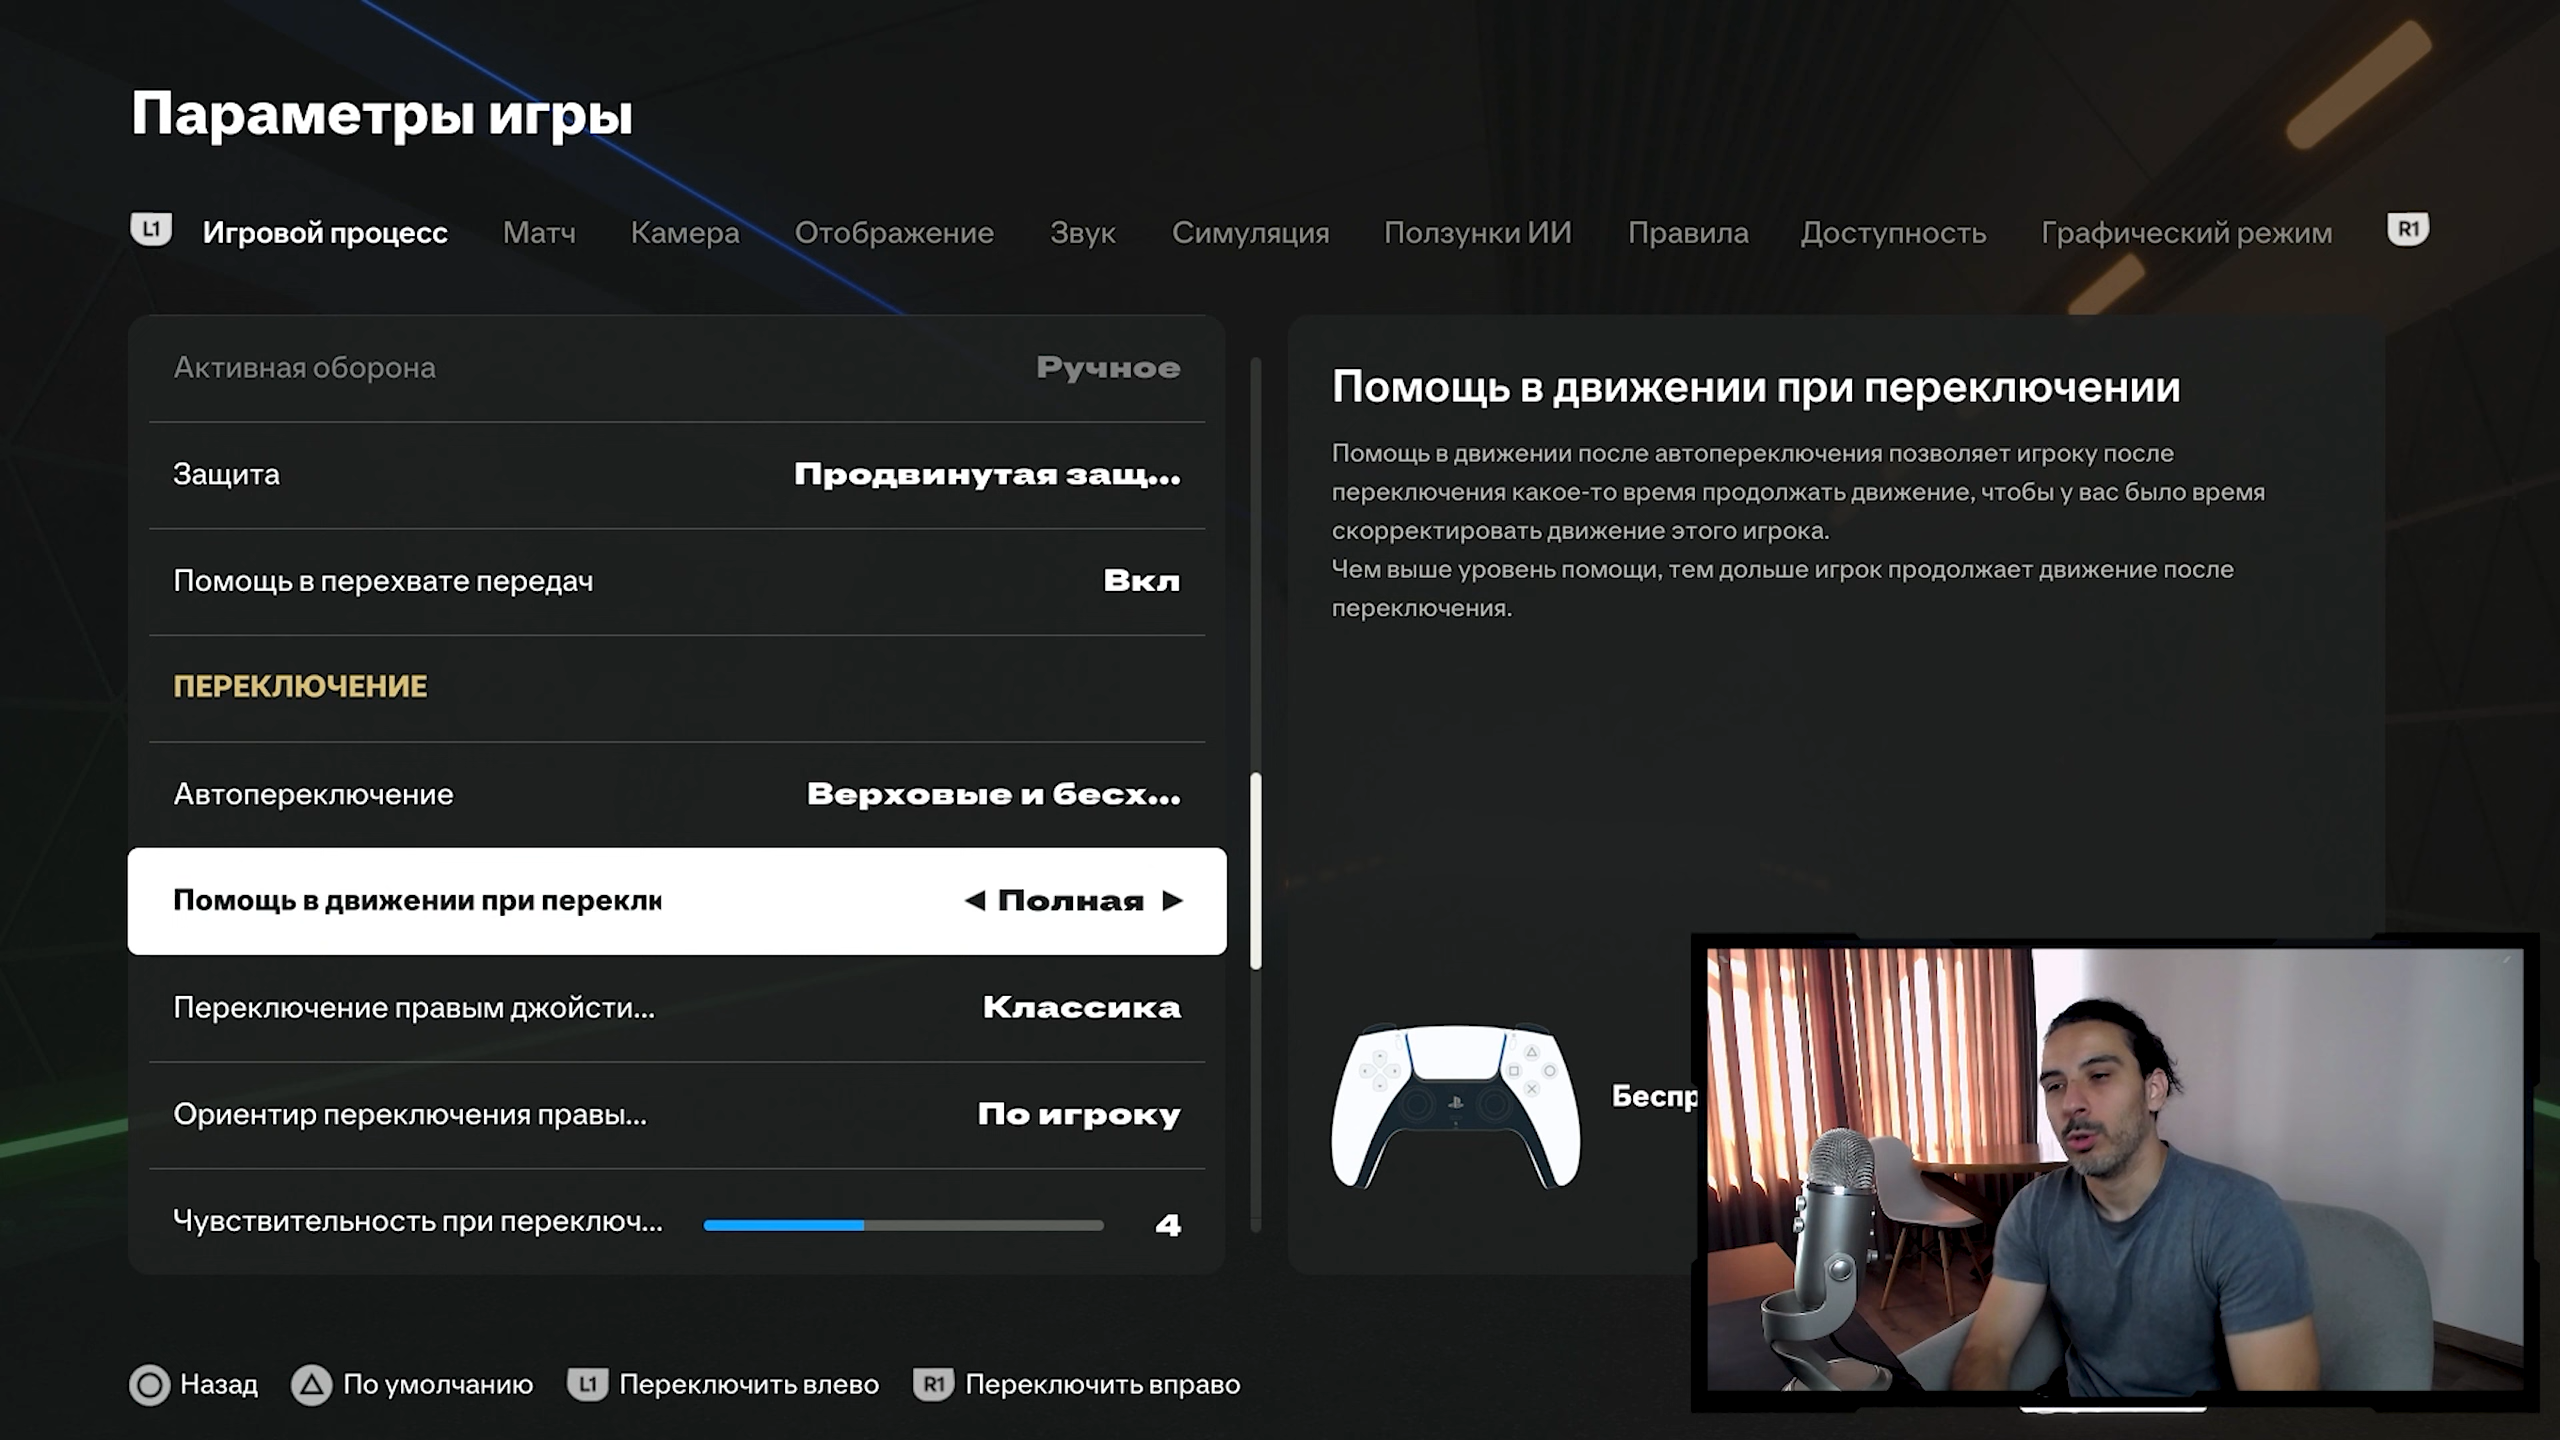 Параметры игры
L1 Игровой процесс Матч Камера Отображение Звук Симуляция Ползунки ИИ Правила Доступность Графический режим R1
Активная оборона Ручное
Защита Продвинутая защ...
Помощь в перехвате передач Вкл
ПЕРЕКЛЮЧЕНИЕ
Автопереключение Верховые и бесх...
Помощь в движении при перекл Полная
Переключение правым джойсти... Классика
Ориентир переключения правы... По игроку
Чувствительность при переключ... 4
Помощь в движении при переключении
Помощь в движении после автопереключения позволяет игроку после
переключения какое-то время продолжать движение, чтобы у вас было время
скорректировать движение этого игрока.
Чем выше уровень помощи, тем дольше игрок продолжает движение после
переключения.
Беспр
Назад По умолчанию L1 Переключить влево R1 Переключить вправо